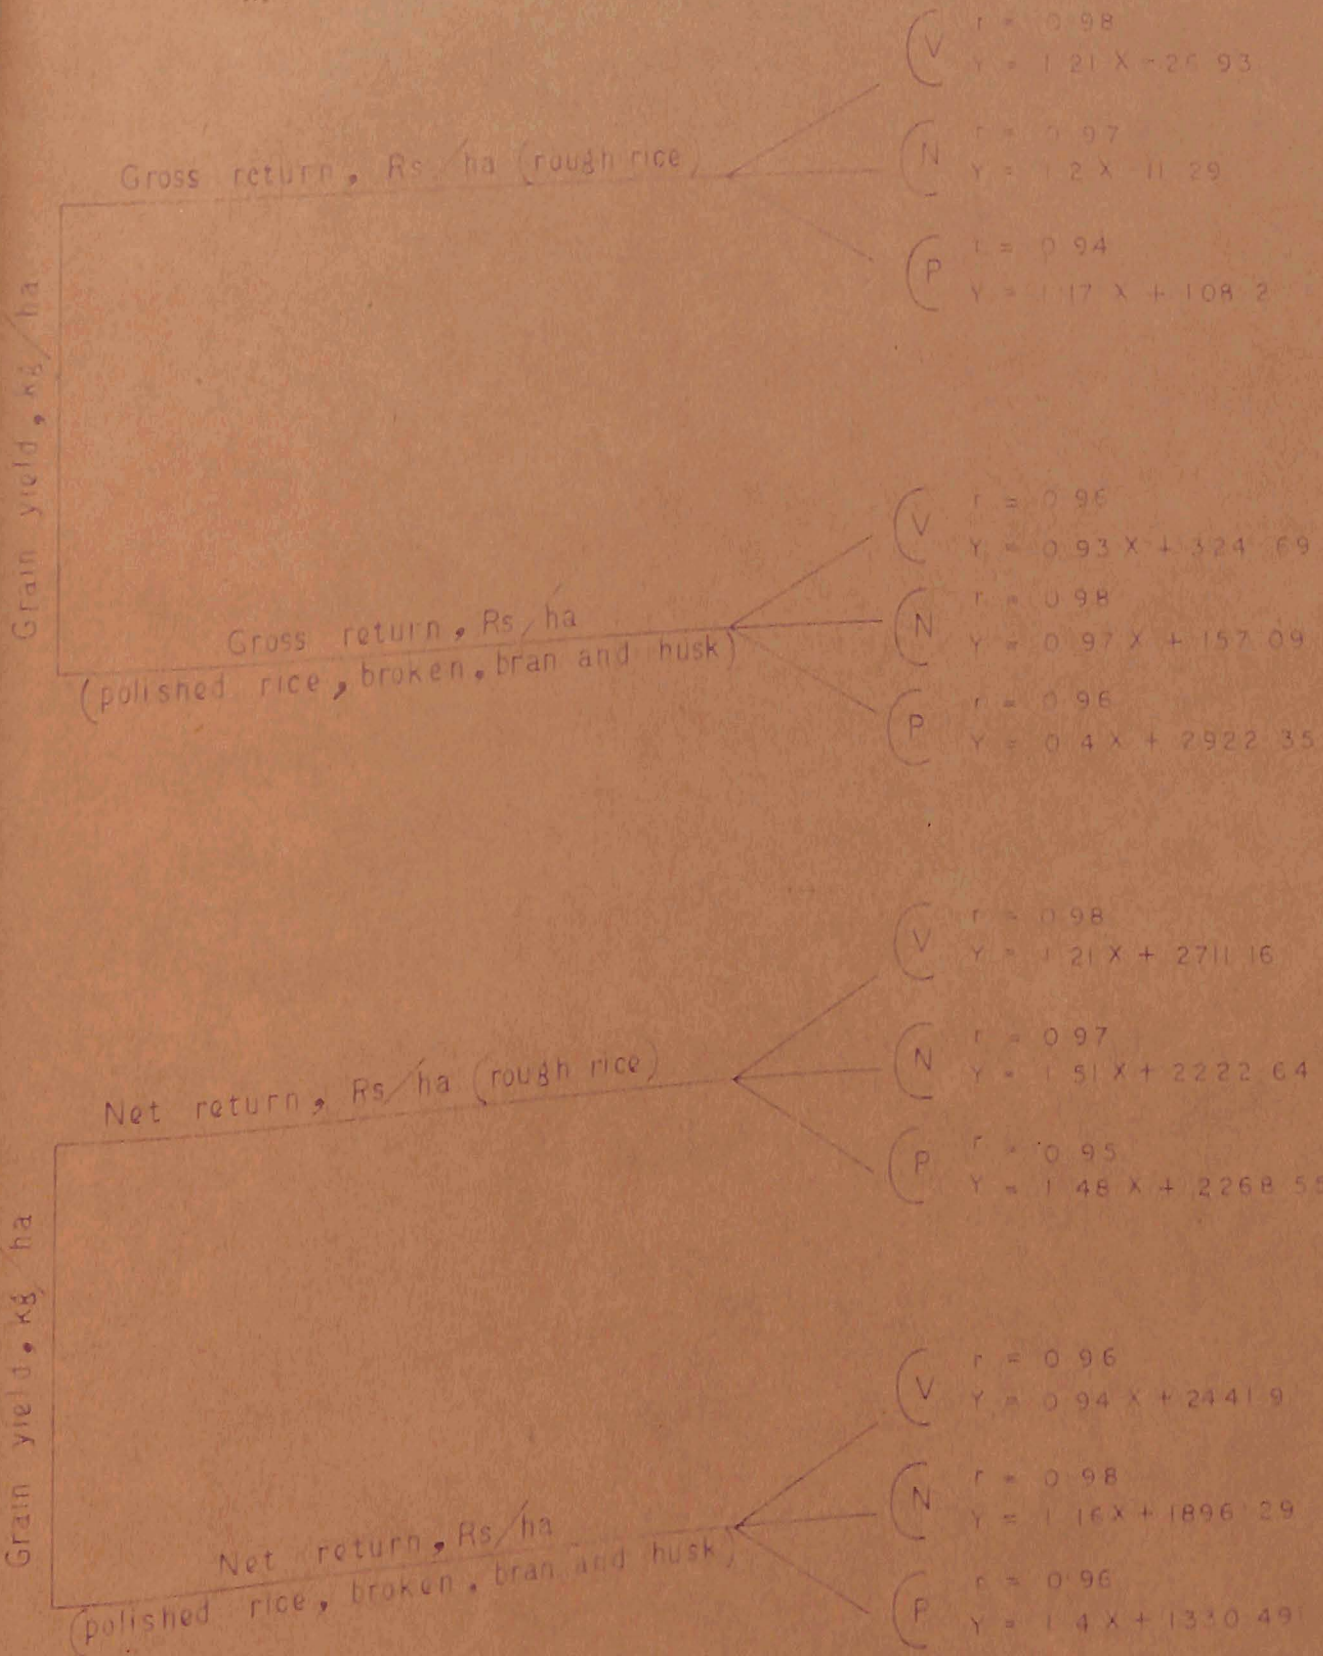 V r = 0.98
Y = 1.21 X - 26.93
Gross return, Rs/ha (rough rice)
N r = 0.97
Y = 1.2 X - 11.29
P r = 0.94
Y = 1.17 X + 108.2
Grain yield, kg/ha
V r = 0.96
Y = 0.93 X + 324.69
Gross return, Rs/ha
(polished rice, broken, bran and husk)
N r = 0.98
Y = 0.97 X + 157.09
P r = 0.96
Y = 0.4 X + 2922.35
V r = 0.98
Y = 1.21 X + 2711.16
Net return, Rs/ha (rough rice)
N r = 0.97
Y = 1.51 X + 2222.64
P r = 0.95
Y = 1.48 X + 2268.55
Grain yield, kg/ha
V r = 0.96
Y = 0.94 X + 2441.9
Net return, Rs/ha
(polished rice, broken, bran and husk)
N r = 0.98
Y = 1.16 X + 1896.29
P r = 0.96
Y = 1.4 X + 1330.49